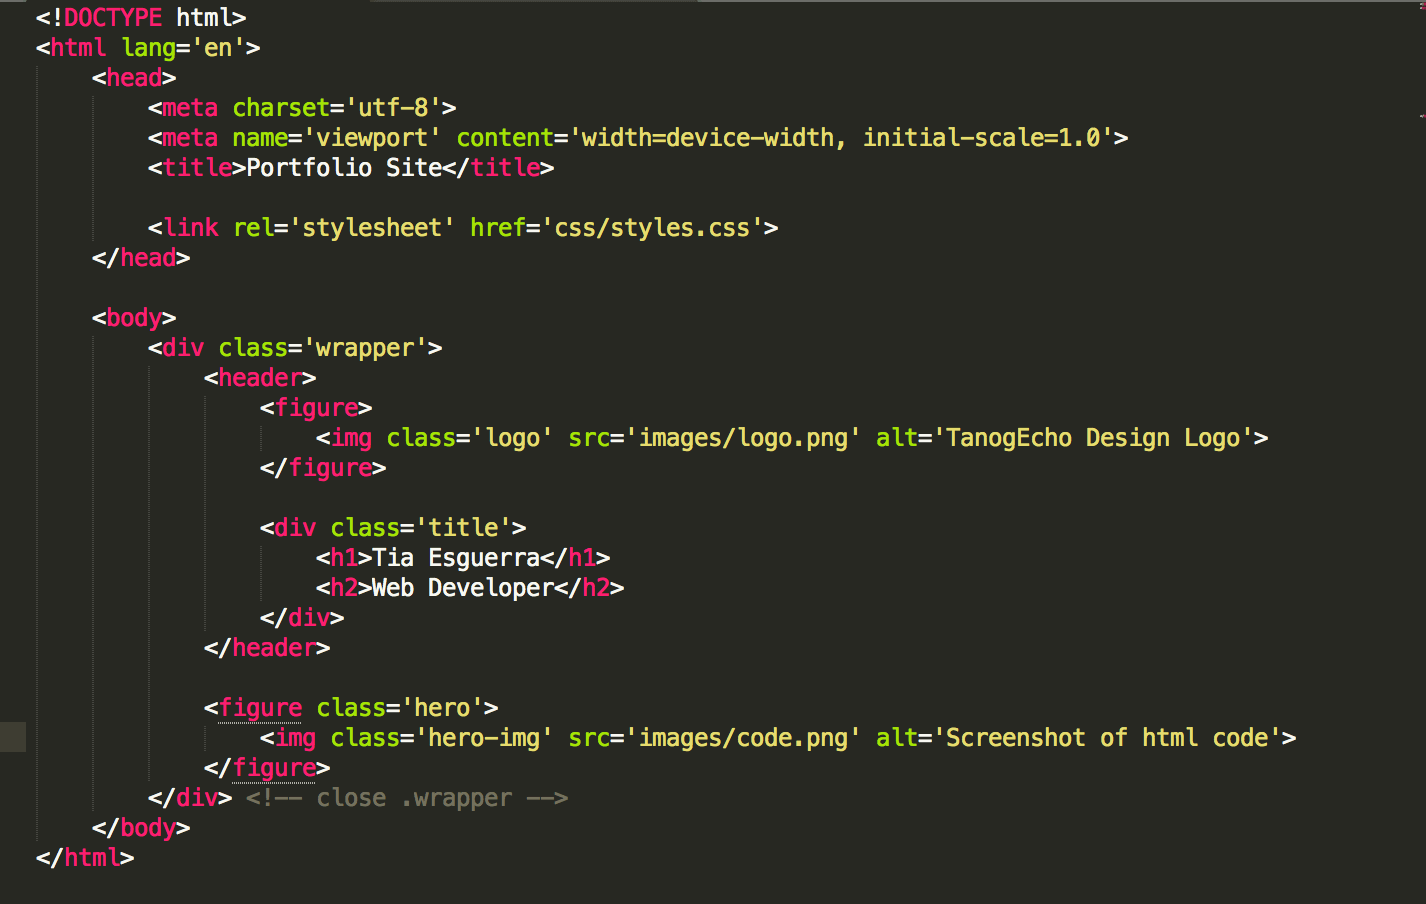 <!DOCTYPE html>
<html lang='en'>
    <head>
        <meta charset='utf-8'>
        <meta name='viewport' content='width=device-width, initial-scale=1.0'>
        <title>Portfolio Site</title>

        <link rel='stylesheet' href='css/styles.css'>
    </head>

    <body>
        <div class='wrapper'>
            <header>
                <figure>
                    <img class='logo' src='images/logo.png' alt='TanogEcho Design Logo'>
                </figure>

                <div class='title'>
                    <h1>Tia Esguerra</h1>
                    <h2>Web Developer</h2>
                </div>
            </header>

            <figure class='hero'>
                <img class='hero-img' src='images/code.png' alt='Screenshot of html code'>
            </figure>
        </div> <!-- close .wrapper -->
    </body>
</html>